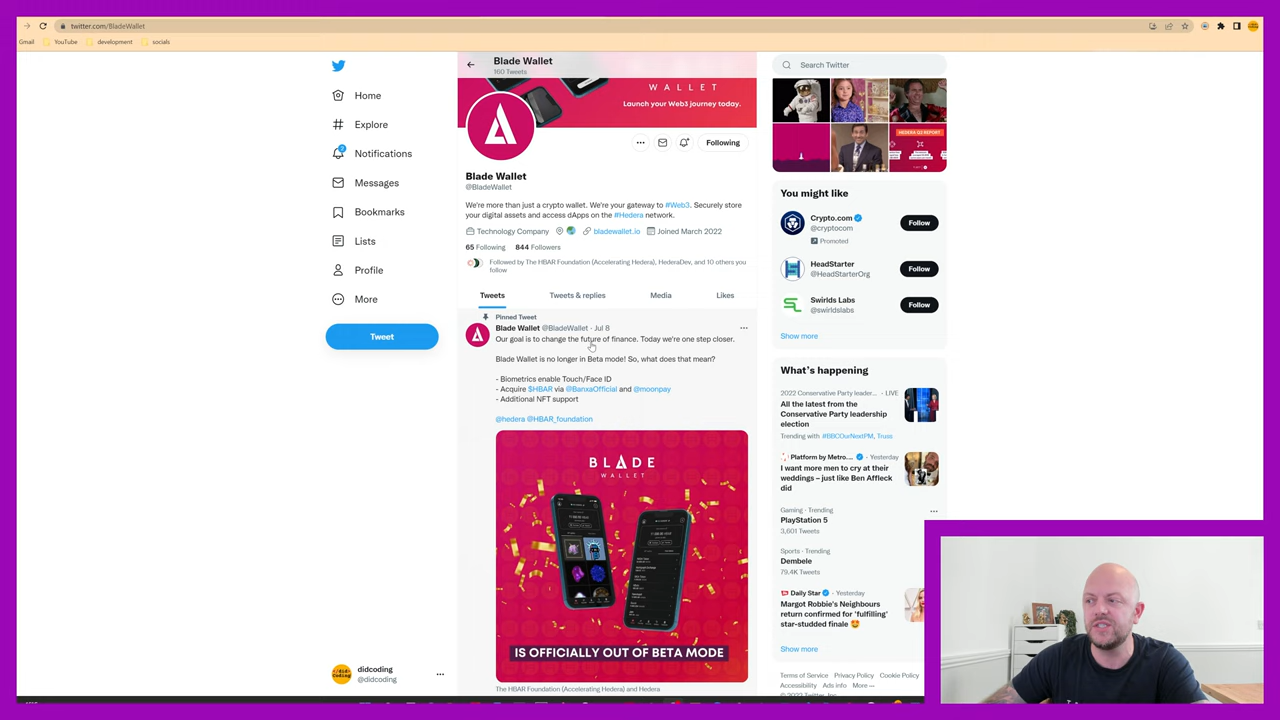 twitter.com/BladeWallet
Gmail
YouTube
development
socials
Home
Explore
2
Notifications
Messages
Bookmarks
Lists
Profile
More
Tweet
didcoding
@didcoding
Blade Wallet
160 Tweets
WALLET
Launch your Web3 journey today.
Following
Blade Wallet
@BladeWallet
We're more than just a crypto wallet. We're your gateway to #Web3. Securely store
your digital assets and access dApps on the #Hedera network.
Technology Company
bladewallet.io
Joined March 2022
65 Following
844 Followers
Followed by The HBAR Foundation (Accelerating Hedera), HederaDev, and 10 others you
follow
Tweets
Tweets & replies
Media
Likes
Pinned Tweet
Blade Wallet @BladeWallet · Jul 8
Our goal is to change the future of finance. Today we're one step closer.
Blade Wallet is no longer in Beta mode! So, what does that mean?
- Biometrics enable Touch/Face ID
- Acquire $HBAR via @BanxaOfficial and @moonpay
- Additional NFT support
@hedera @HBAR_foundation
BLADE
WALLET
IS OFFICIALLY OUT OF BETA MODE
The HBAR Foundation (Accelerating Hedera) and Hedera
Search Twitter
HEDERA Q2 REPORT
You might like
Crypto.com
@cryptocom
Promoted
Follow
HeadStarter
@HeadStarterOrg
Follow
Swirlds Labs
@swirldslabs
Follow
Show more
What's happening
2022 Conservative Party leader... · LIVE
All the latest from the
Conservative Party leadership
election
Trending with #BBCOurNextPM, Truss
Platform by Metro.... · Yesterday
I want more men to cry at their
weddings – just like Ben Affleck
did
Gaming · Trending
PlayStation 5
3,601 Tweets
Sports · Trending
Dembele
79.4K Tweets
Daily Star · Yesterday
Margot Robbie's Neighbours
return confirmed for 'fulfilling'
star-studded finale 🤩
Show more
Terms of Service Privacy Policy Cookie Policy
Accessibility Ads info More
© 2022 Twitter, Inc.